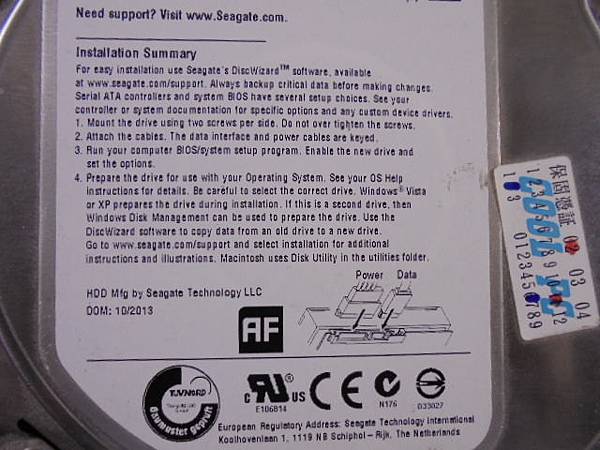 Need support? Visit www.Seagate.com.
Installation Summary
For easy installation use Seagate's DiscWizard™ software, available
at www.seagate.com/support. Always backup critical data before making changes.
Serial ATA controllers and system BIOS have several setup choices. See your
controller or system documentation for specific options and any custom device drivers.
1. Mount the drive using two screws per side. Do not over tighten the screws.
2. Attach the cables. The data interface and power cables are keyed.
3. Run your computer BIOS/system setup program. Enable the new drive and
set the options.
4. Prepare the drive for use with your Operating System. See your OS Help
instructions for details. Be careful to select the correct drive. Windows® Vista
or XP prepares the drive during installation. If this is a second drive, then
Windows Disk Management can be used to prepare the drive. Use the
DiscWizard software to copy data from an old drive to a new drive.
Go to www.seagate.com/support and select installation for additional
instructions and illustrations. Macintosh uses Disk Utility in the utilities folder.
Power Data
HDD Mfg by Seagate Technology LLC
DOM: 10/2013
AF
TÜV NORD
Baumuster geprüft
c RU ® US
E106814
CE
N176
D33027
European Regulatory Address: Seagate Technology International
Koolhovenlaan 1, 1119 NB Schiphol - Rijk, The Netherlands
保固憑証 02 03 04
COOL PC